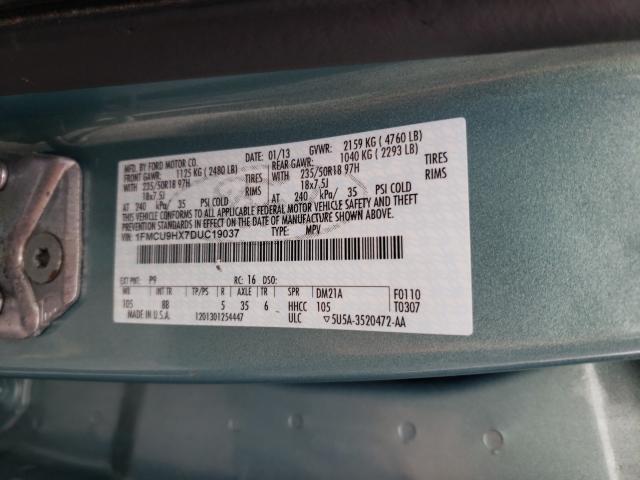 MFD. BY FORD MOTOR CO.
DATE: 01/13 GVWR: 2159 KG ( 4760 LB)
FRONT GAWR: 1125 KG ( 2480 LB) REAR GAWR: 1040 KG ( 2293 LB)
WITH 235/50R18 97H TIRES WITH 235/50R18 97H TIRES
18x7.5J RIMS 18x7.5J RIMS
AT 240 kPa/ 35 PSI COLD AT 240 kPa/ 35 PSI COLD
THIS VEHICLE CONFORMS TO ALL APPLICABLE FEDERAL MOTOR VEHICLE SAFETY AND THEFT
PREVENTION STANDARDS IN EFFECT ON THE DATE OF MANUFACTURE SHOWN ABOVE.
VIN: 1FMCU9HX7DUC19037 TYPE: MPV
EXT PNT: P9 RC: 16 DSO:
WB INT TR TP/PS R AXLE TR SPR DM21A F0110
105 8B 5 35 6 HHCC 105 T0307
MADE IN U.S.A. 1201301254447 ULC ▽ 5U5A-3520472-AA